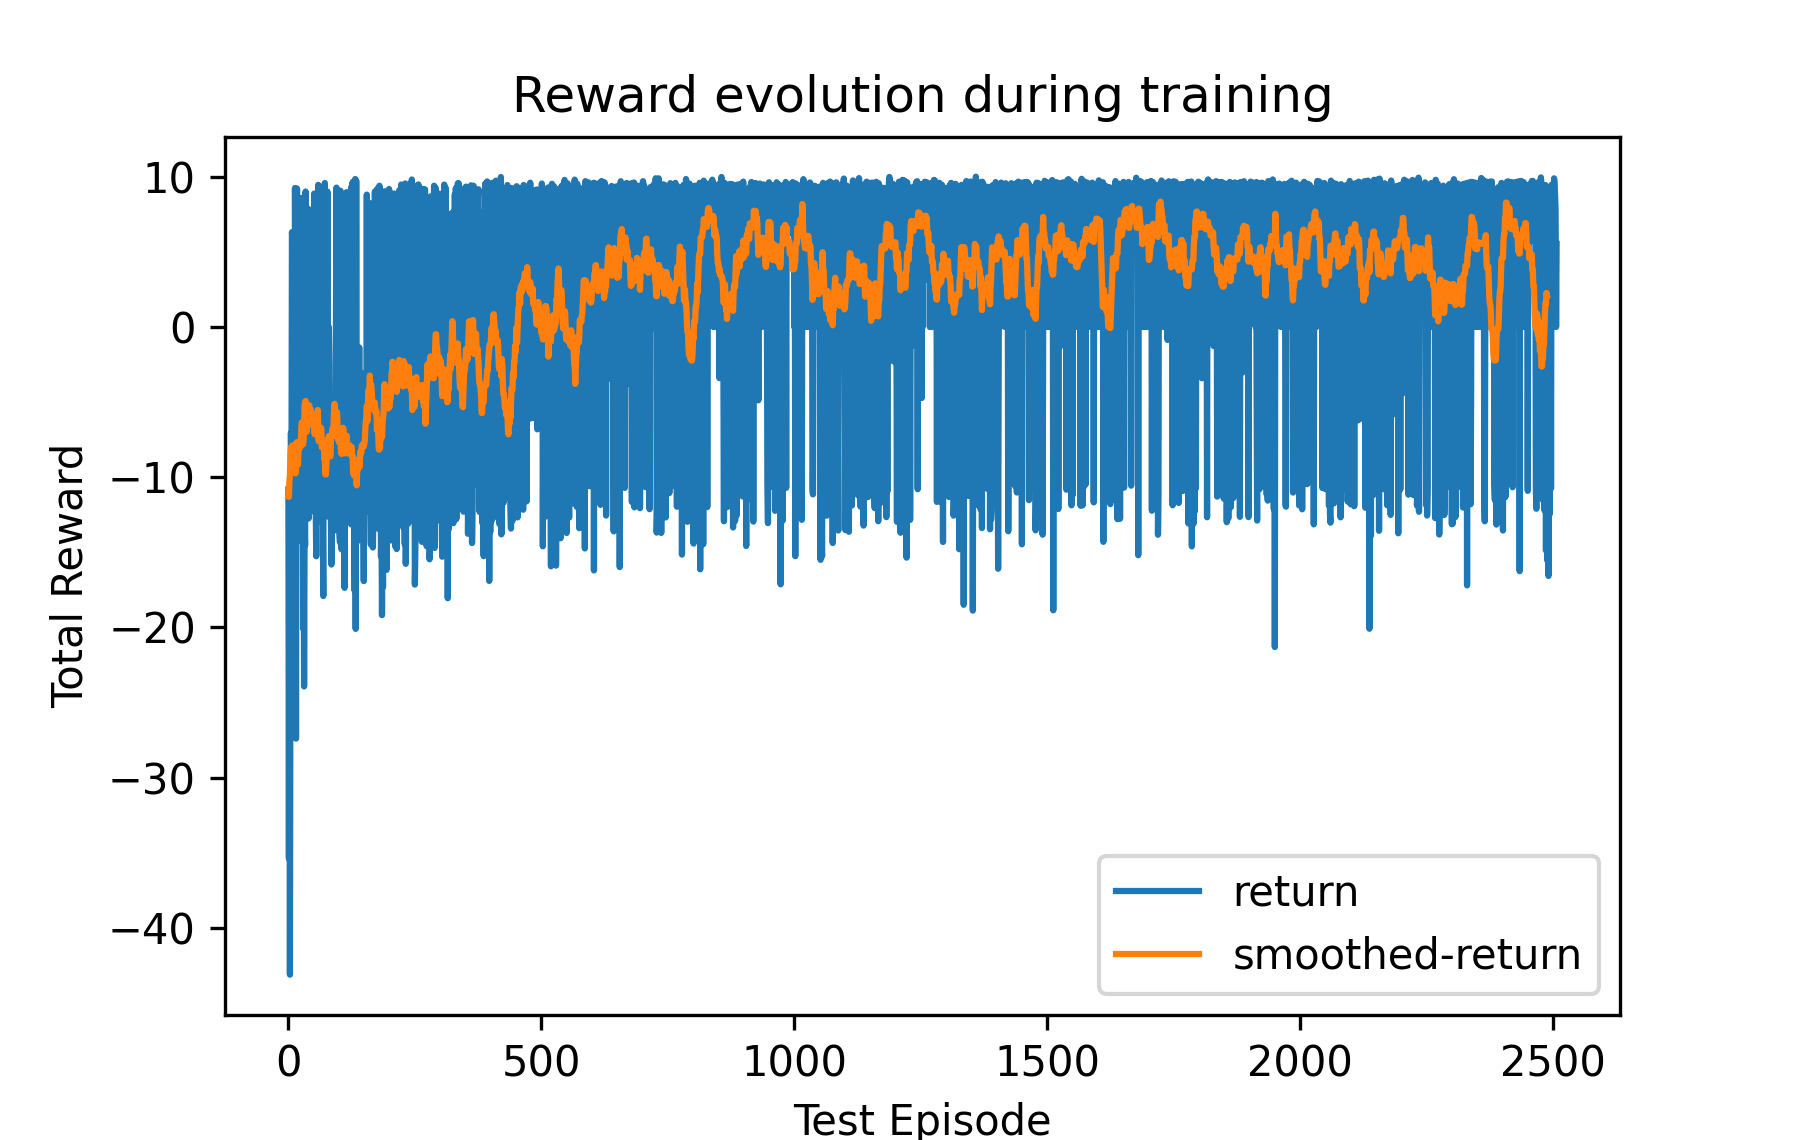 Reward evolution during training
10
0
−10
−20
−30
−40
Total Reward
return
smoothed-return
0 500 1000 1500 2000 2500
Test Episode